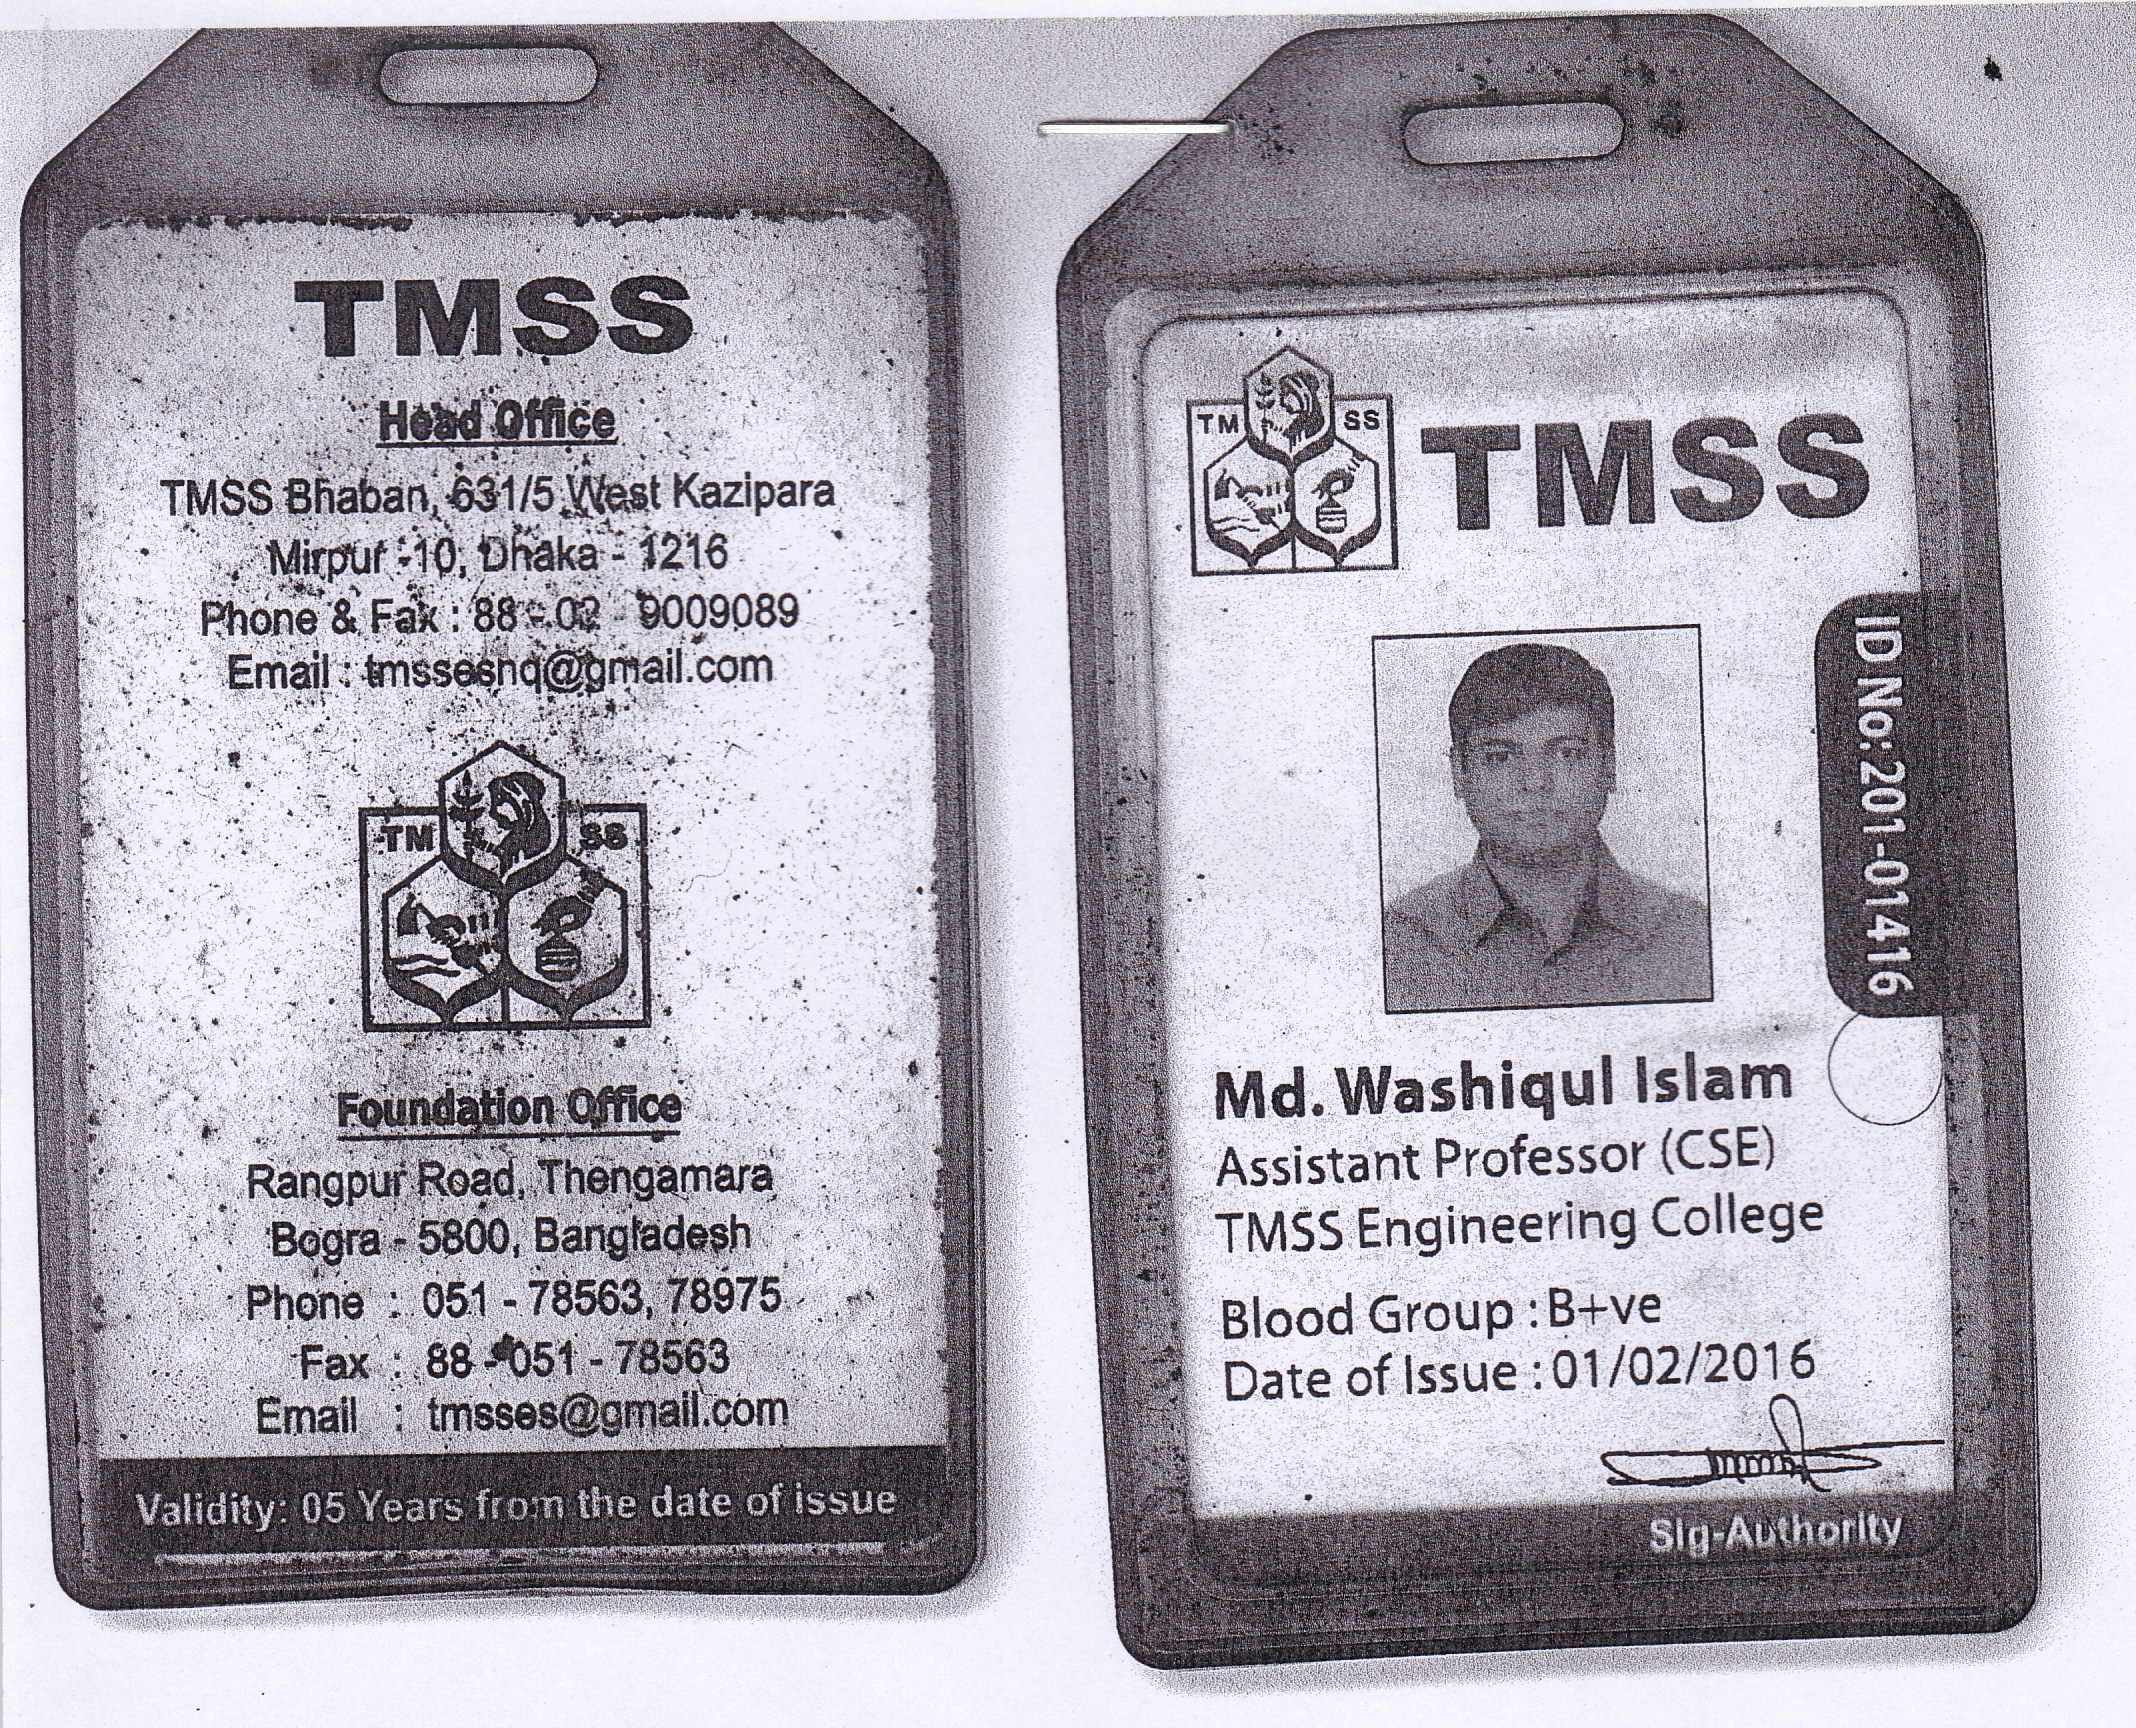 TMSS
Head Office
TMSS Bhaban, 631/5 West Kazipara
Mirpur -10, Dhaka - 1216
Phone & Fax : 88 - 02 - 9009089
Email : tmsseshq@gmail.com
TM SS
Foundation Office
Rangpur Road, Thengamara
Bogra - 5800, Bangladesh
Phone : 051 - 78563, 78975
Fax : 88 - 051 - 78563
Email : tmsses@gmail.com
Validity: 05 Years from the date of issue
TM SS
TMSS
ID No: 201-01416
Md. Washiqul Islam
Assistant Professor (CSE)
TMSS Engineering College
Blood Group : B+ve
Date of Issue : 01/02/2016
Sig-Authority